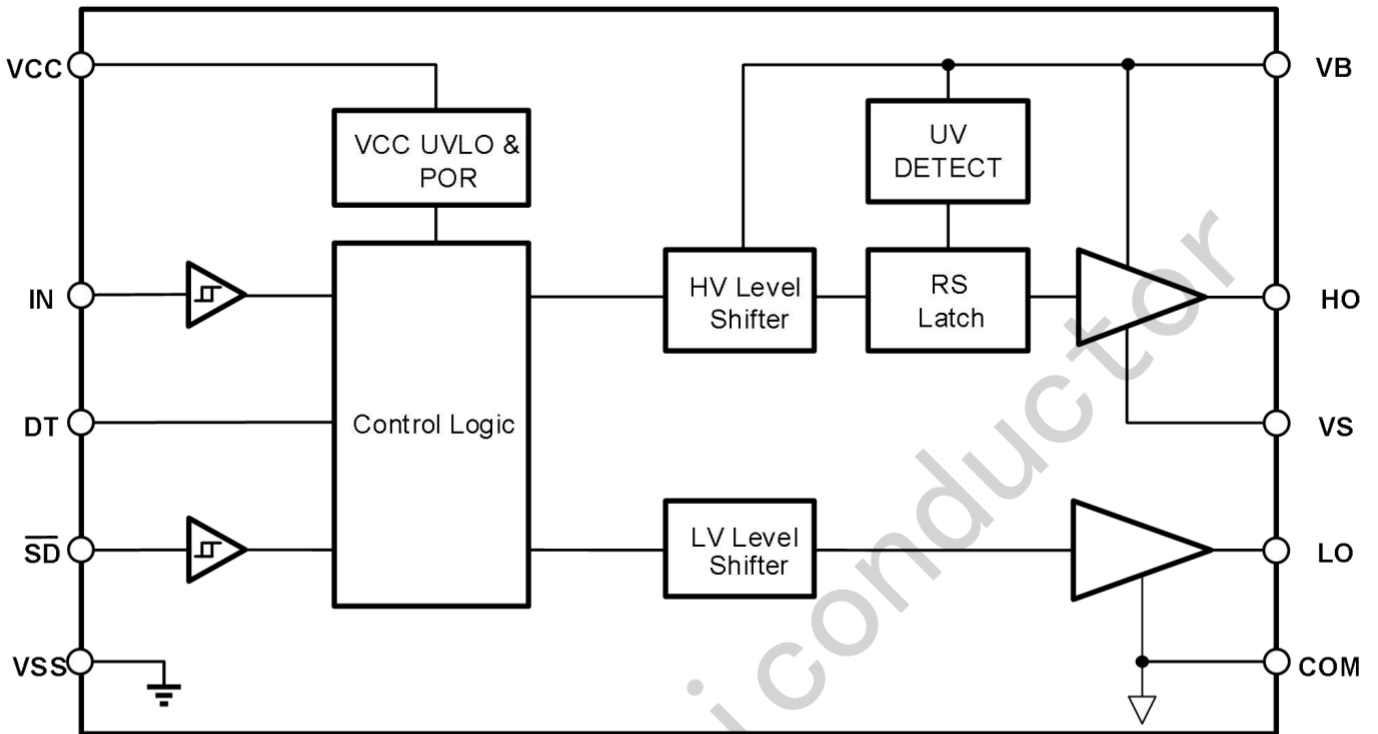 VCC
VB
VCC UVLO &
POR
UV
DETECT
IN
HV Level
Shifter
RS
Latch
HO
DT
Control Logic
VS
SD
LV Level
Shifter
LO
VSS
COM
iconductor